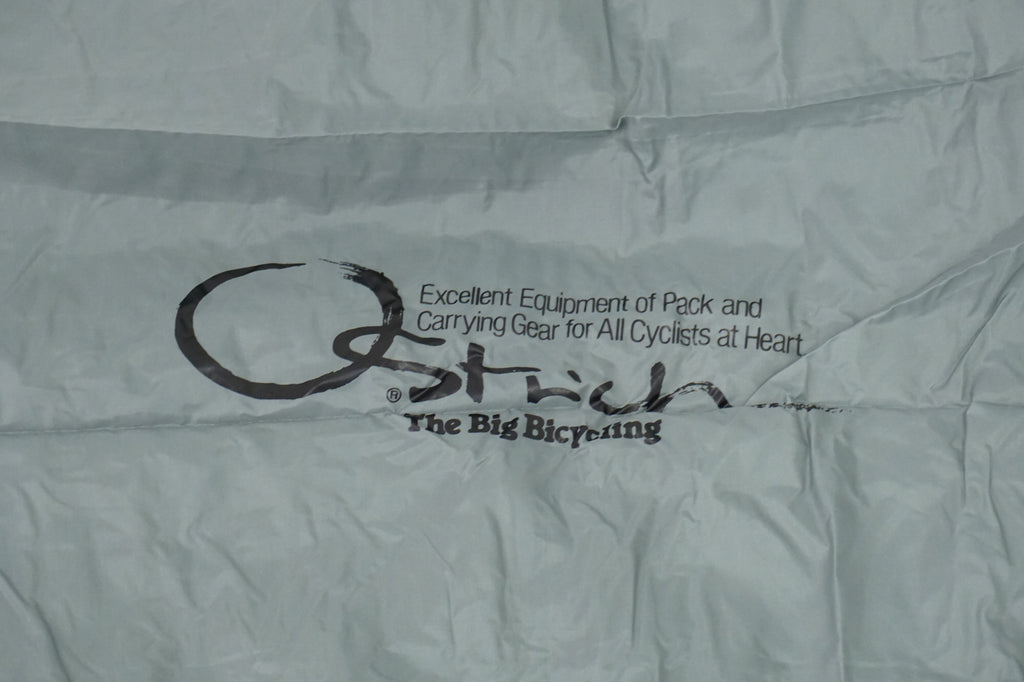 Excellent Equipment of Pack and
Carrying Gear for All Cyclists at Heart
Ostrich
®
The Big Bicycling